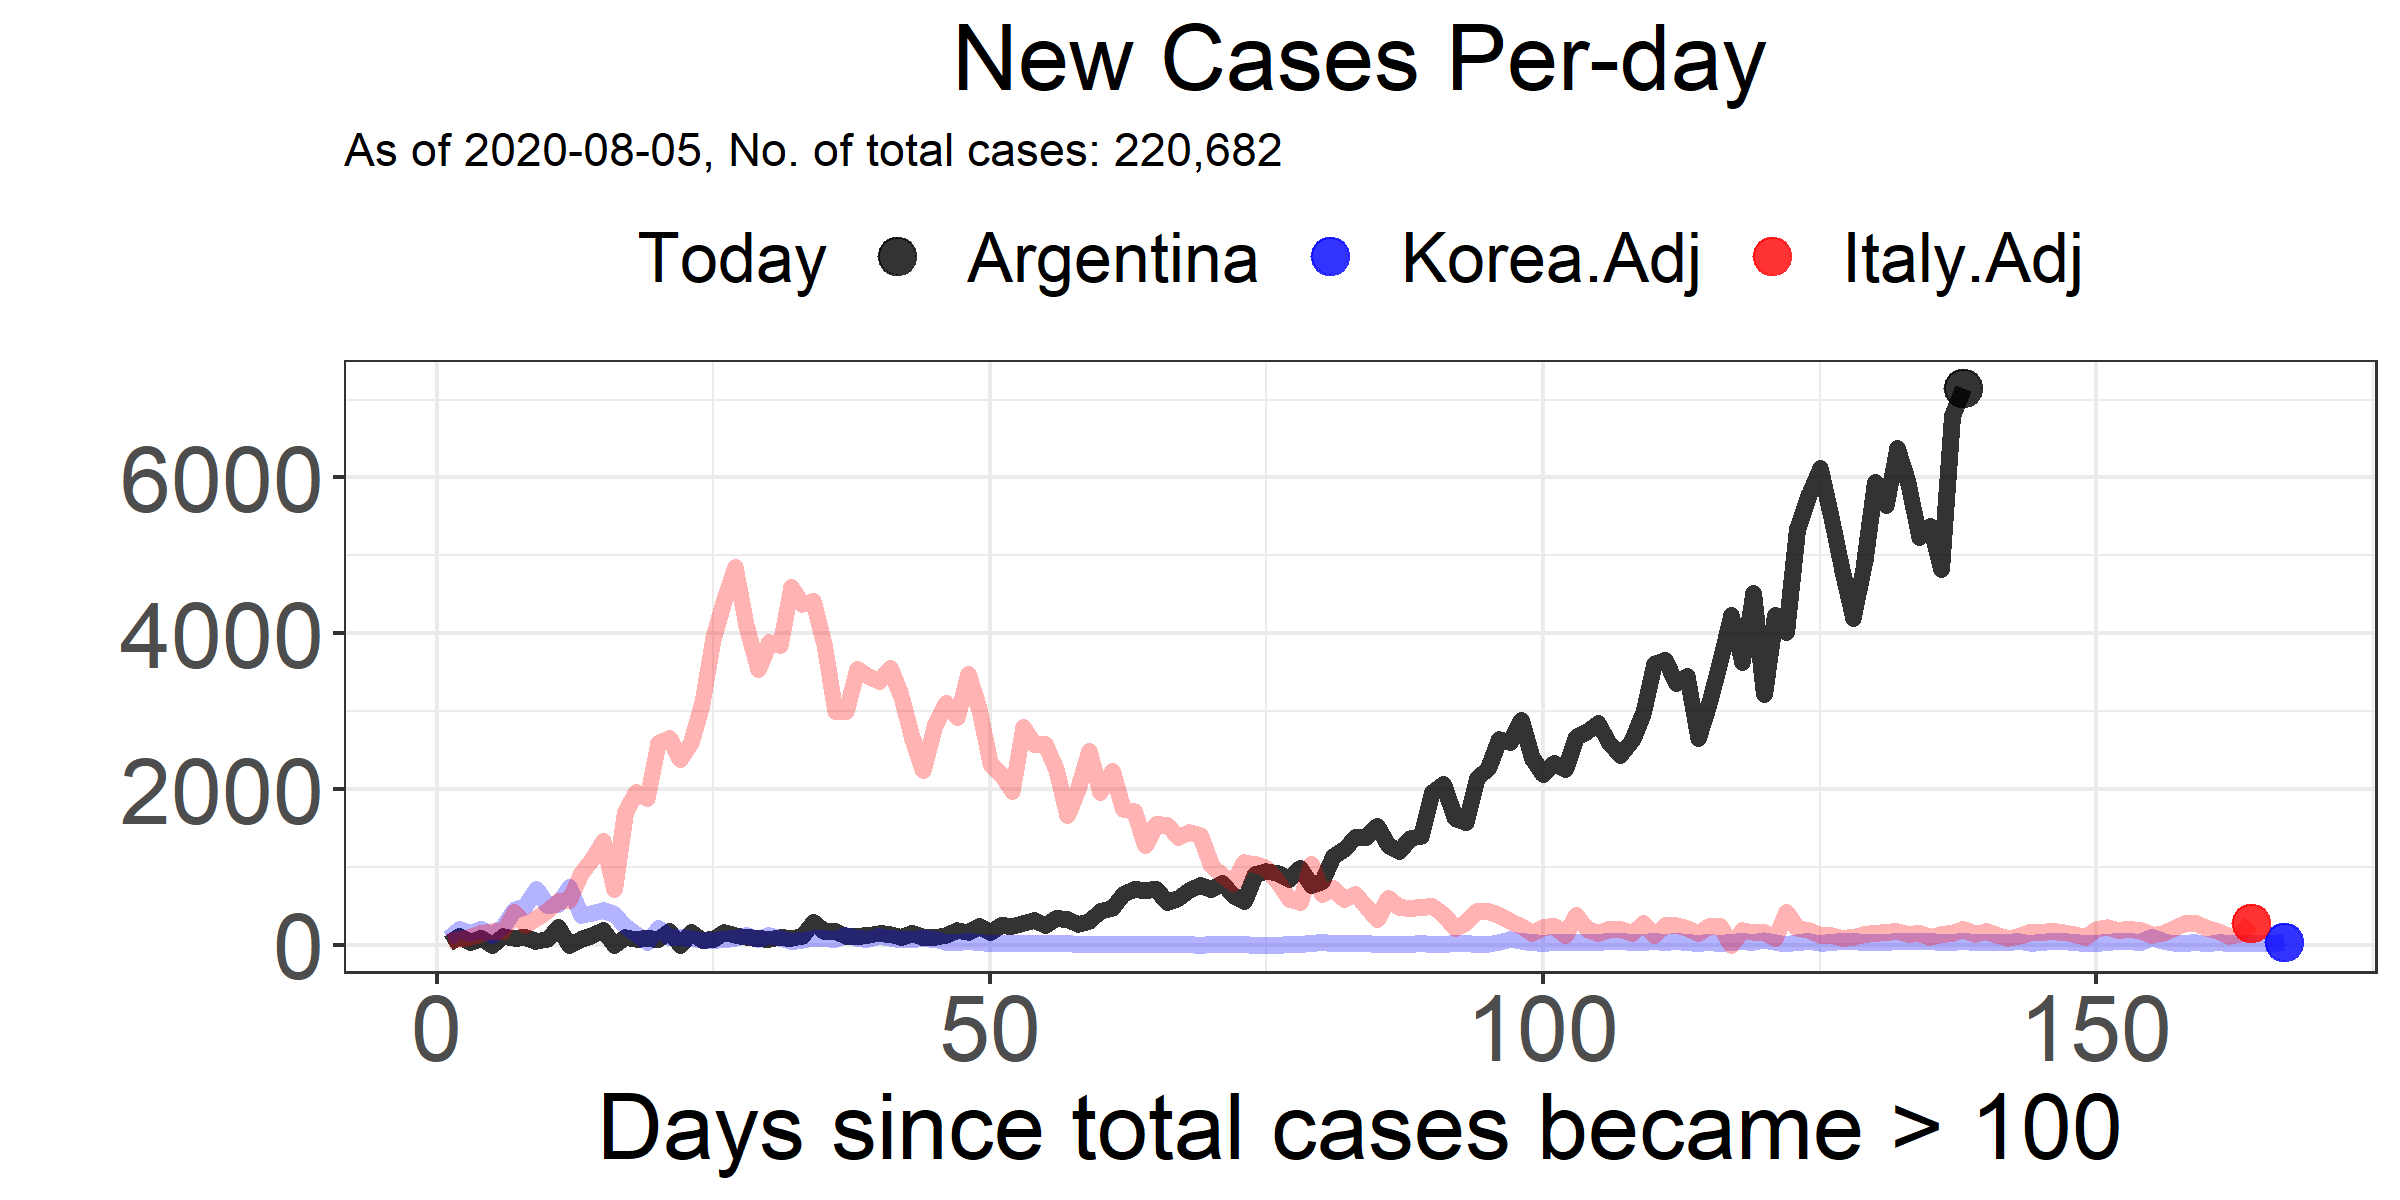 New Cases Per-day
As of 2020-08-05, No. of total cases: 220,682
Today Argentina Korea.Adj Italy.Adj
6000
4000
2000
0
0 50 100 150
Days since total cases became > 100